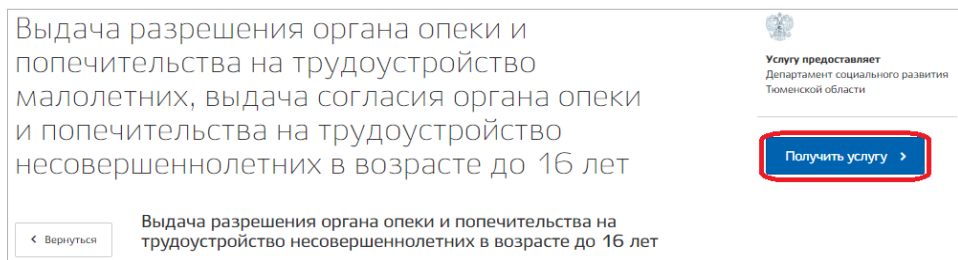 Выдача разрешения органа опеки и
попечительства на трудоустройство
малолетних, выдача согласия органа опеки
и попечительства на трудоустройство
несовершеннолетних в возрасте до 16 лет
Услугу предоставляет
Департамент социального развития
Тюменской области
Получить услугу >
< Вернуться
Выдача разрешения органа опеки и попечительства на
трудоустройство несовершеннолетних в возрасте до 16 лет